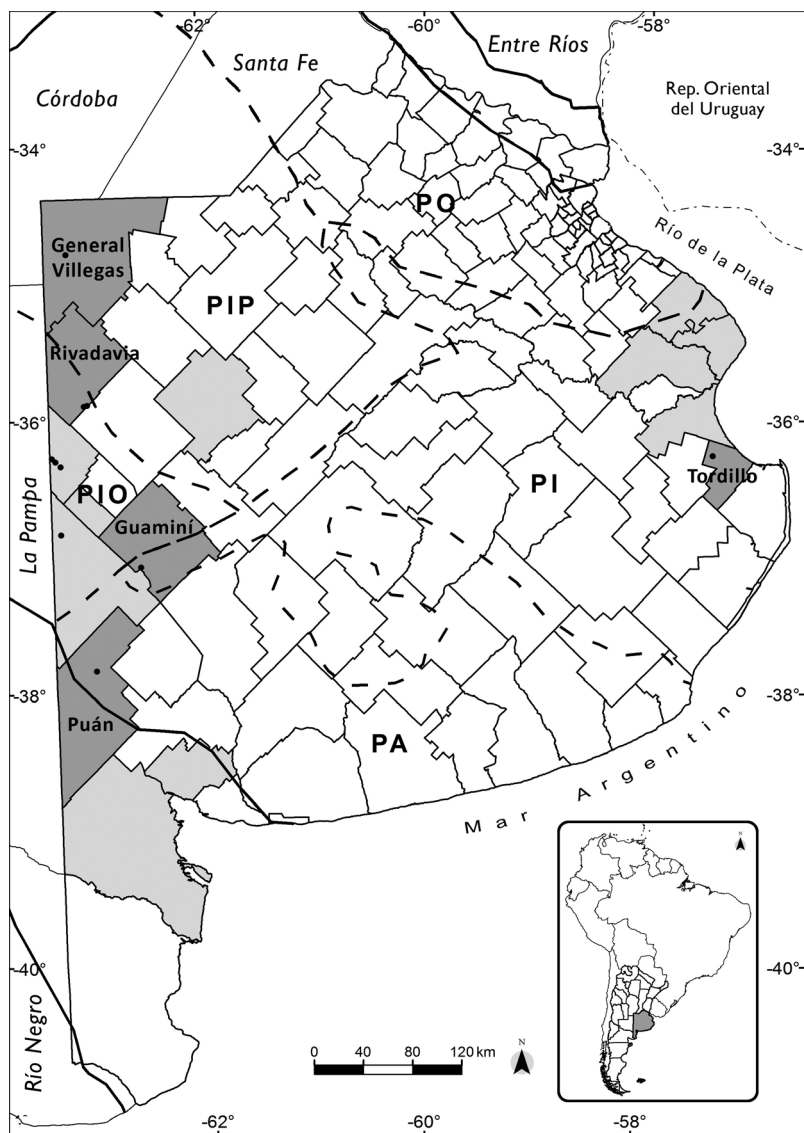 -62°
-60°
-58°
Entre Ríos
Santa Fe
Córdoba
Rep. Oriental
del Uruguay
-34°
-34°
PO
Río de la Plata
General
Villegas
PIP
Rivadavia
-36°
-36°
Tordillo
PIO
PI
Guaminí
La Pampa
-38°
-38°
Puán
PA
Mar Argentino
N
-40°
-40°
Río Negro
N
0 40 80 120 km
-62°
-60°
-58°